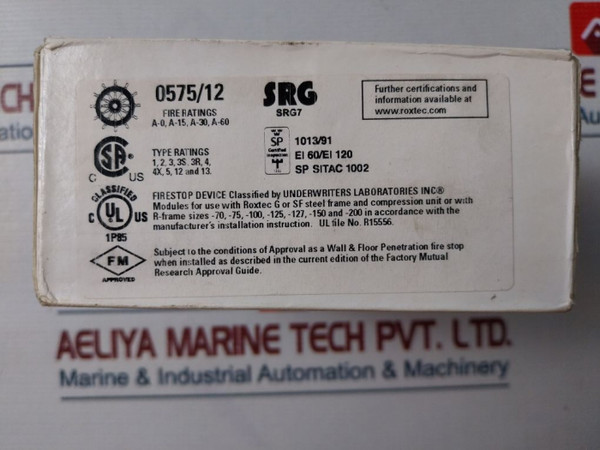 0575/12
FIRE RATINGS
A-0, A-15, A-30, A-60
SRG
SRG7
Further certifications and
information available at
www.roxtec.com
SA
C US
TYPE RATINGS
1, 2, 3, 3S. 3R, 4,
4X, 5, 12 and 13.
SP
1013/91
EI 60/EI 120
SP SITAC 1002
CLASSIFIED
C UL US
1P85
FIRESTOP DEVICE Classified by UNDERWRITERS LABORATORIES INC®
Modules for use with Roxtec G or SF steel frame and compression unit or with
R-frame sizes -70, -75, -100, -125, -127, -150 and -200 in accordance with the
manufacturer's installation instruction. UL file No. R15556.
FM
APPROVED
Subject to the conditions of Approval as a Wall & Floor Penetration fire stop
when installed as described in the current edition of the Factory Mutual
Research Approval Guide.
AELIYA MARINE TECH PVT. LTD.
Marine & Industrial Automation & Machinery